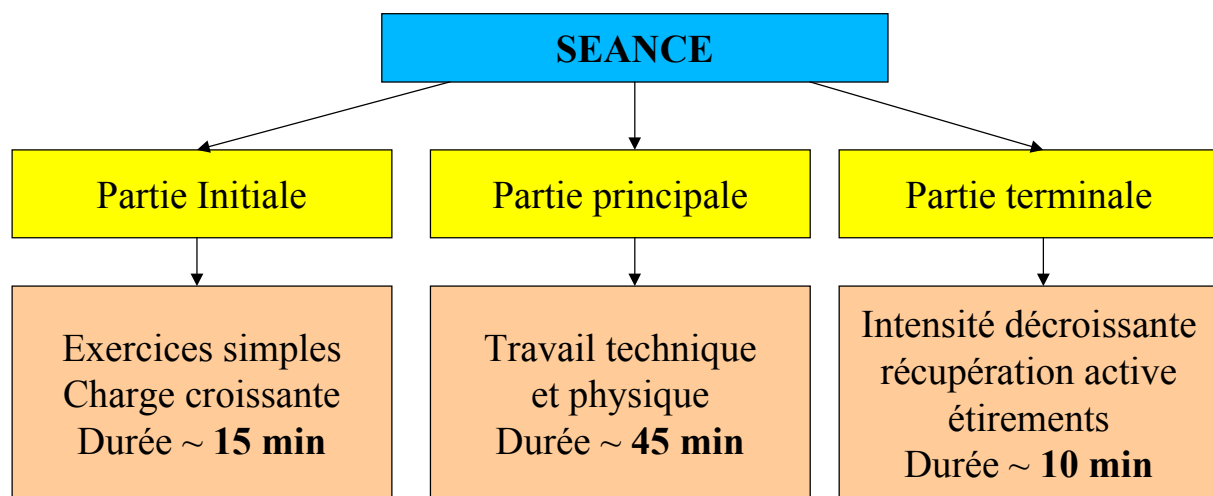 SEANCE
Partie Initiale
Partie principale
Partie terminale
Exercices simples
Charge croissante
Durée ~ 15 min
Travail technique
et physique
Durée ~ 45 min
Intensité décroissante
récupération active
étirements
Durée ~ 10 min